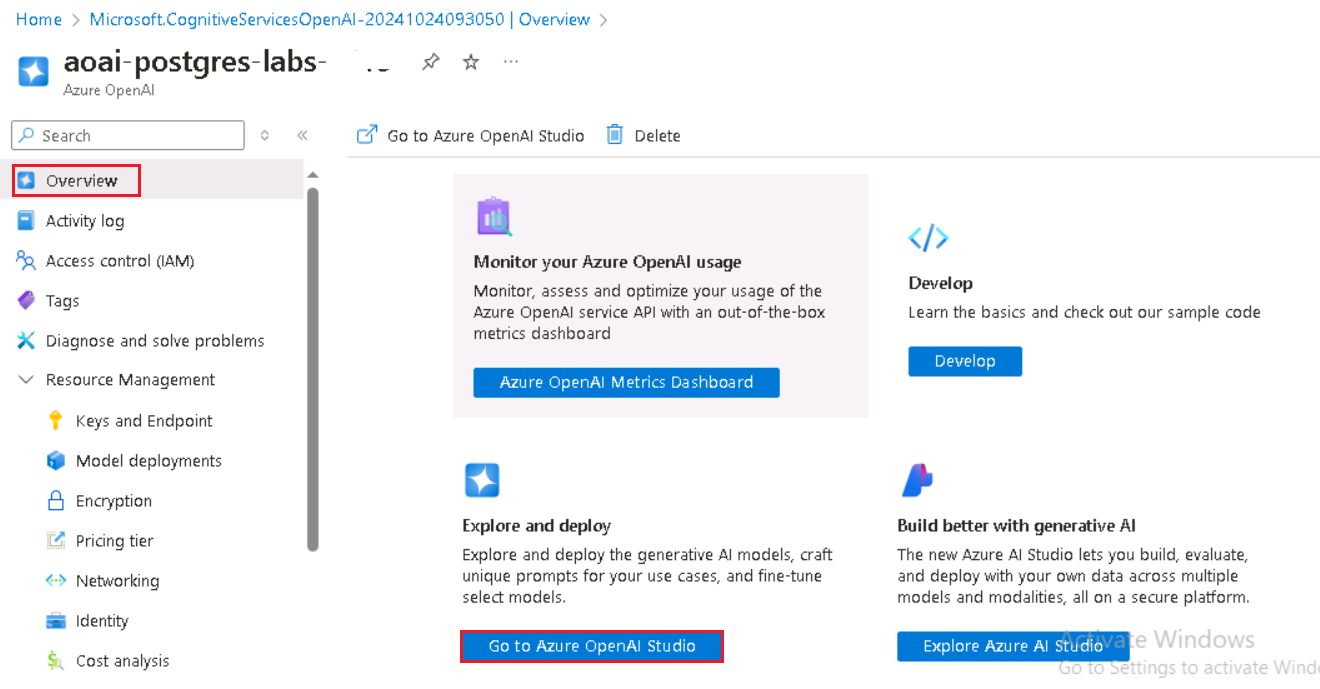 Home > Microsoft.CognitiveServicesOpenAI-20241024093050 | Overview >
aoai-postgres-labs-
Azure OpenAI
Search
Go to Azure OpenAI Studio
Delete
Overview
Activity log
Access control (IAM)
Tags
Diagnose and solve problems
Resource Management
Keys and Endpoint
Model deployments
Encryption
Pricing tier
Networking
Identity
Cost analysis
Monitor your Azure OpenAI usage
Monitor, assess and optimize your usage of the
Azure OpenAI service API with an out-of-the-box
metrics dashboard
Azure OpenAI Metrics Dashboard
Develop
Learn the basics and check out our sample code
Develop
Explore and deploy
Explore and deploy the generative AI models, craft
unique prompts for your use cases, and fine-tune
select models.
Go to Azure OpenAI Studio
Build better with generative AI
The new Azure AI Studio lets you build, evaluate,
and deploy with your own data across multiple
models and modalities, all on a secure platform.
Explore Azure AI Studio
Activate Windows
Go to Settings to activate Wind